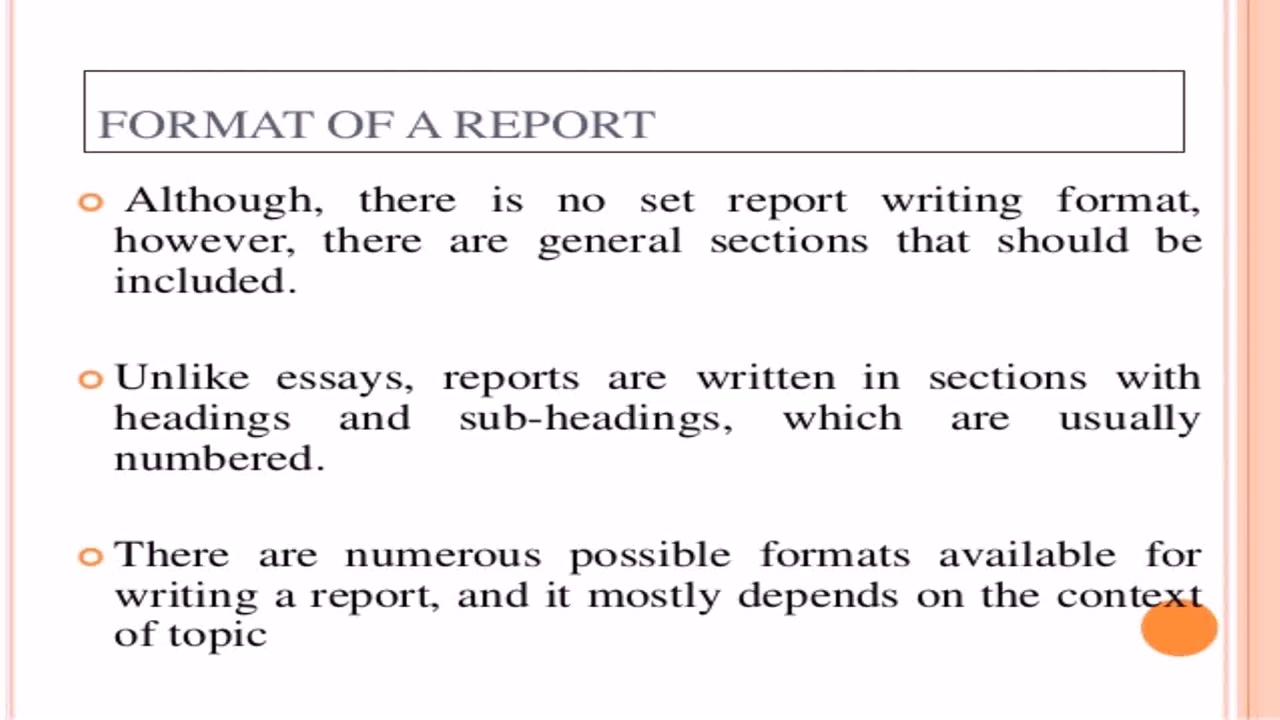 FORMAT OF A REPORT
Although, there is no set report writing format,
however, there are general sections that should be
included.
Unlike essays, reports are written in sections with
headings and sub-headings, which are usually
numbered.
There are numerous possible formats available for
writing a report, and it mostly depends on the context
of topic